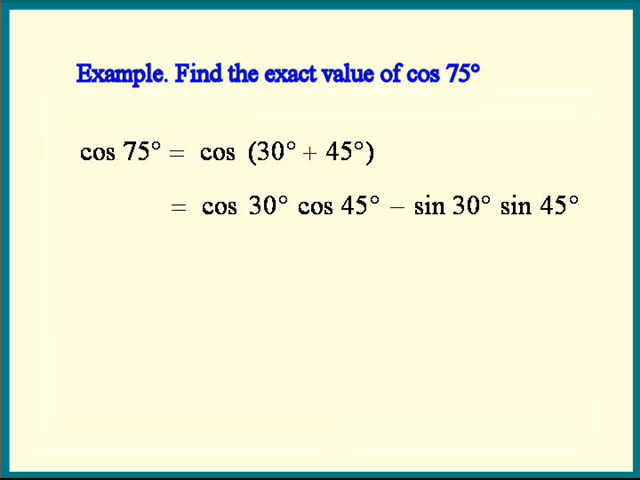 Example. Find the exact value of cos 75°
cos 75° = cos (30° + 45°)
= cos 30° cos 45° − sin 30° sin 45°